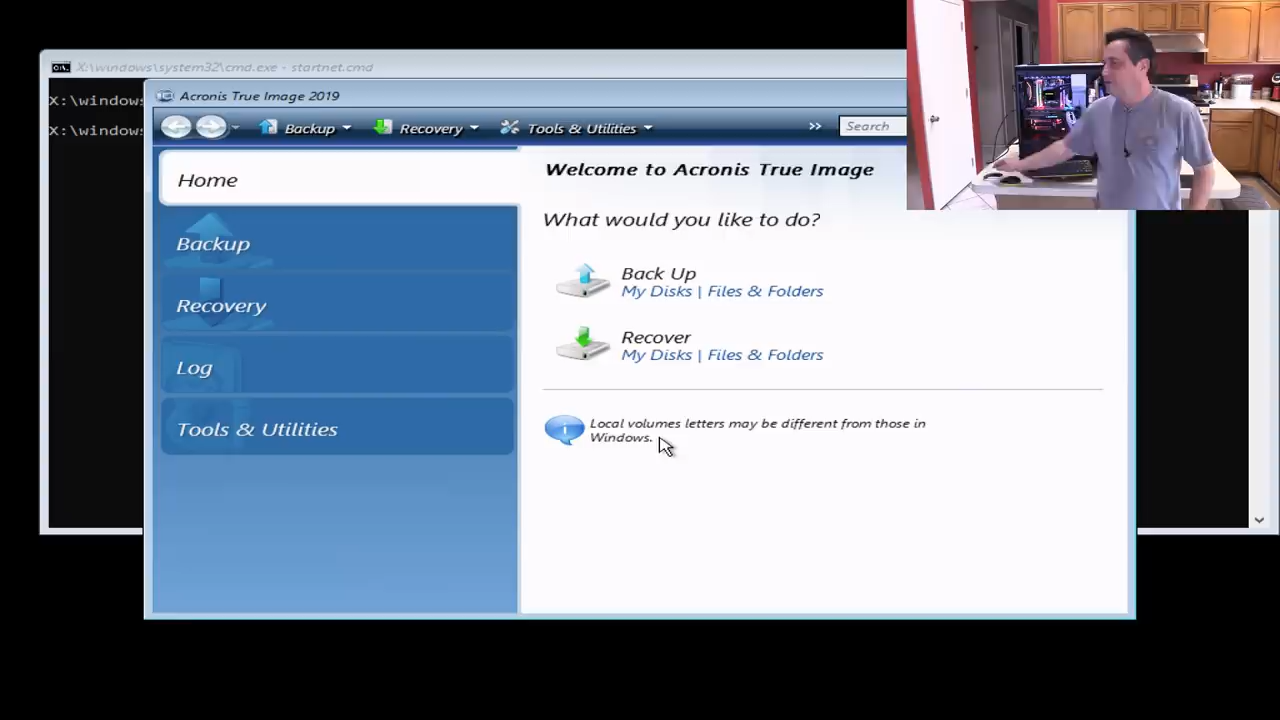 X:\windows\system32\cmd.exe - startnet.cmd
X:\windows
X:\windows
Acronis True Image 2019
Backup
Recovery
Tools & Utilities
>>
Search
Home
Backup
Recovery
Log
Tools & Utilities
Welcome to Acronis True Image
What would you like to do?
Back Up
My Disks | Files & Folders
Recover
My Disks | Files & Folders
Local volumes letters may be different from those in
Windows.